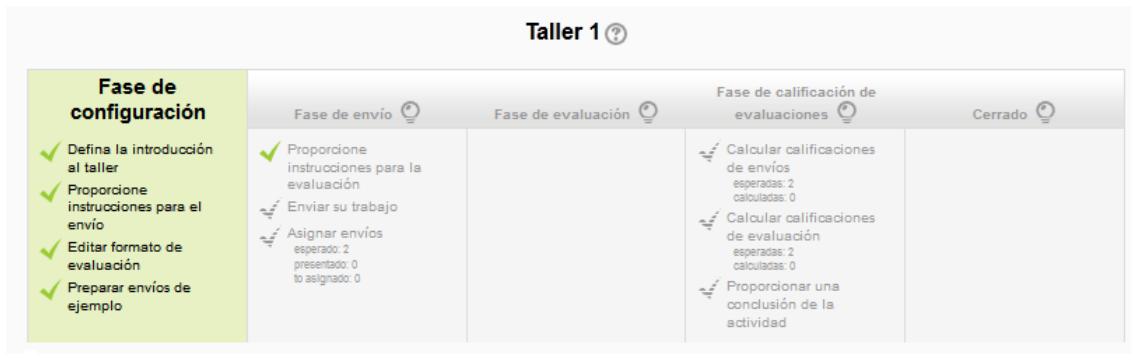 Taller 1
Fase de
configuración
Defina la introducción
al taller
Proporcione
instrucciones para el
envío
Editar formato de
evaluación
Preparar envíos de
ejemplo
Fase de envío
Proporcione
instrucciones para la
evaluación
Enviar su trabajo
Asignar envíos
esperado: 2
presentado: 0
to asignado: 0
Fase de evaluación
Fase de calificación de
evaluaciones
Calcular calificaciones
de envíos
esperadas: 2
calculadas: 0
Calcular calificaciones
de evaluación
esperadas: 2
calculadas: 0
Proporcionar una
conclusión de la
actividad
Cerrado